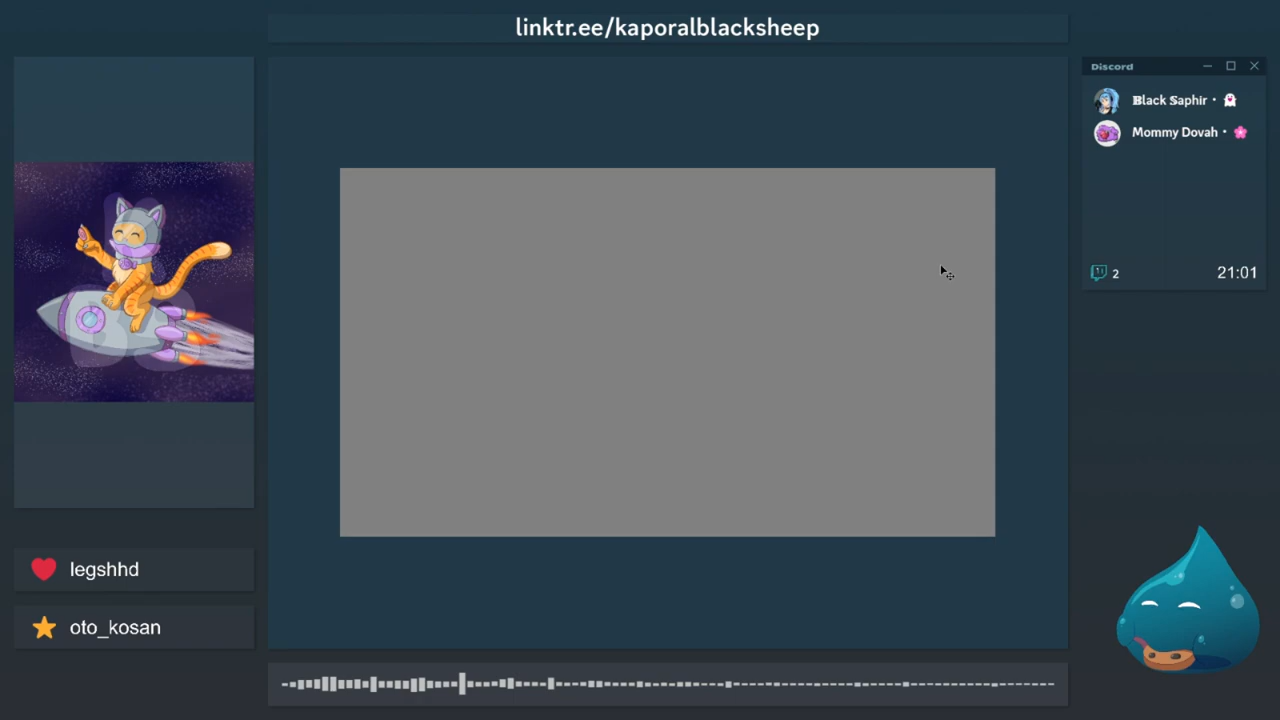 linktr.ee/kaporalblacksheep
Discord
Black Saphir •
Mommy Dovah •
2
21:01
legshhd
oto_kosan